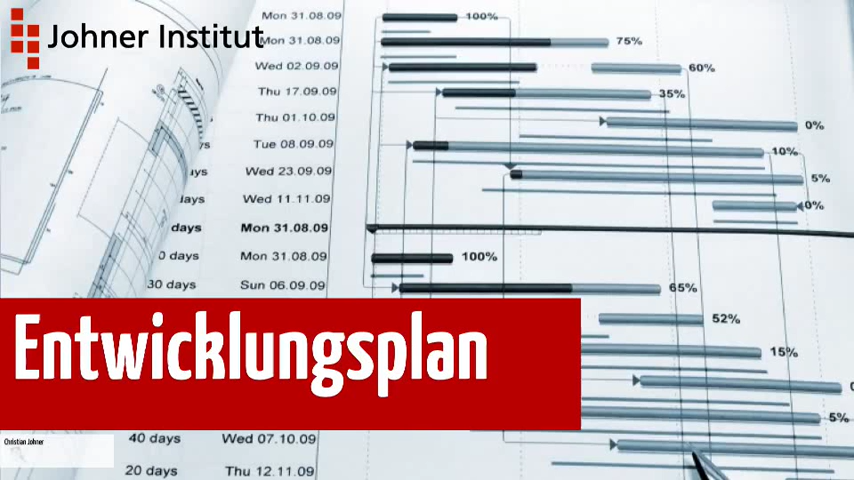 Johner Institut
Mon 31.08.09 100%
Mon 31.08.09 75%
Wed 02.09.09 60%
Thu 17.09.09 35%
Thu 01.10.09 0%
Tue 08.09.09 10%
Wed 23.09.09 5%
Wed 11.11.09 0%
days Mon 31.08.09
0 days Mon 31.08.09 100%
30 days Sun 06.09.09 65%
52%
Entwicklungsplan
15%
5%
Christian Johner
40 days Wed 07.10.09
20 days Thu 12.11.09